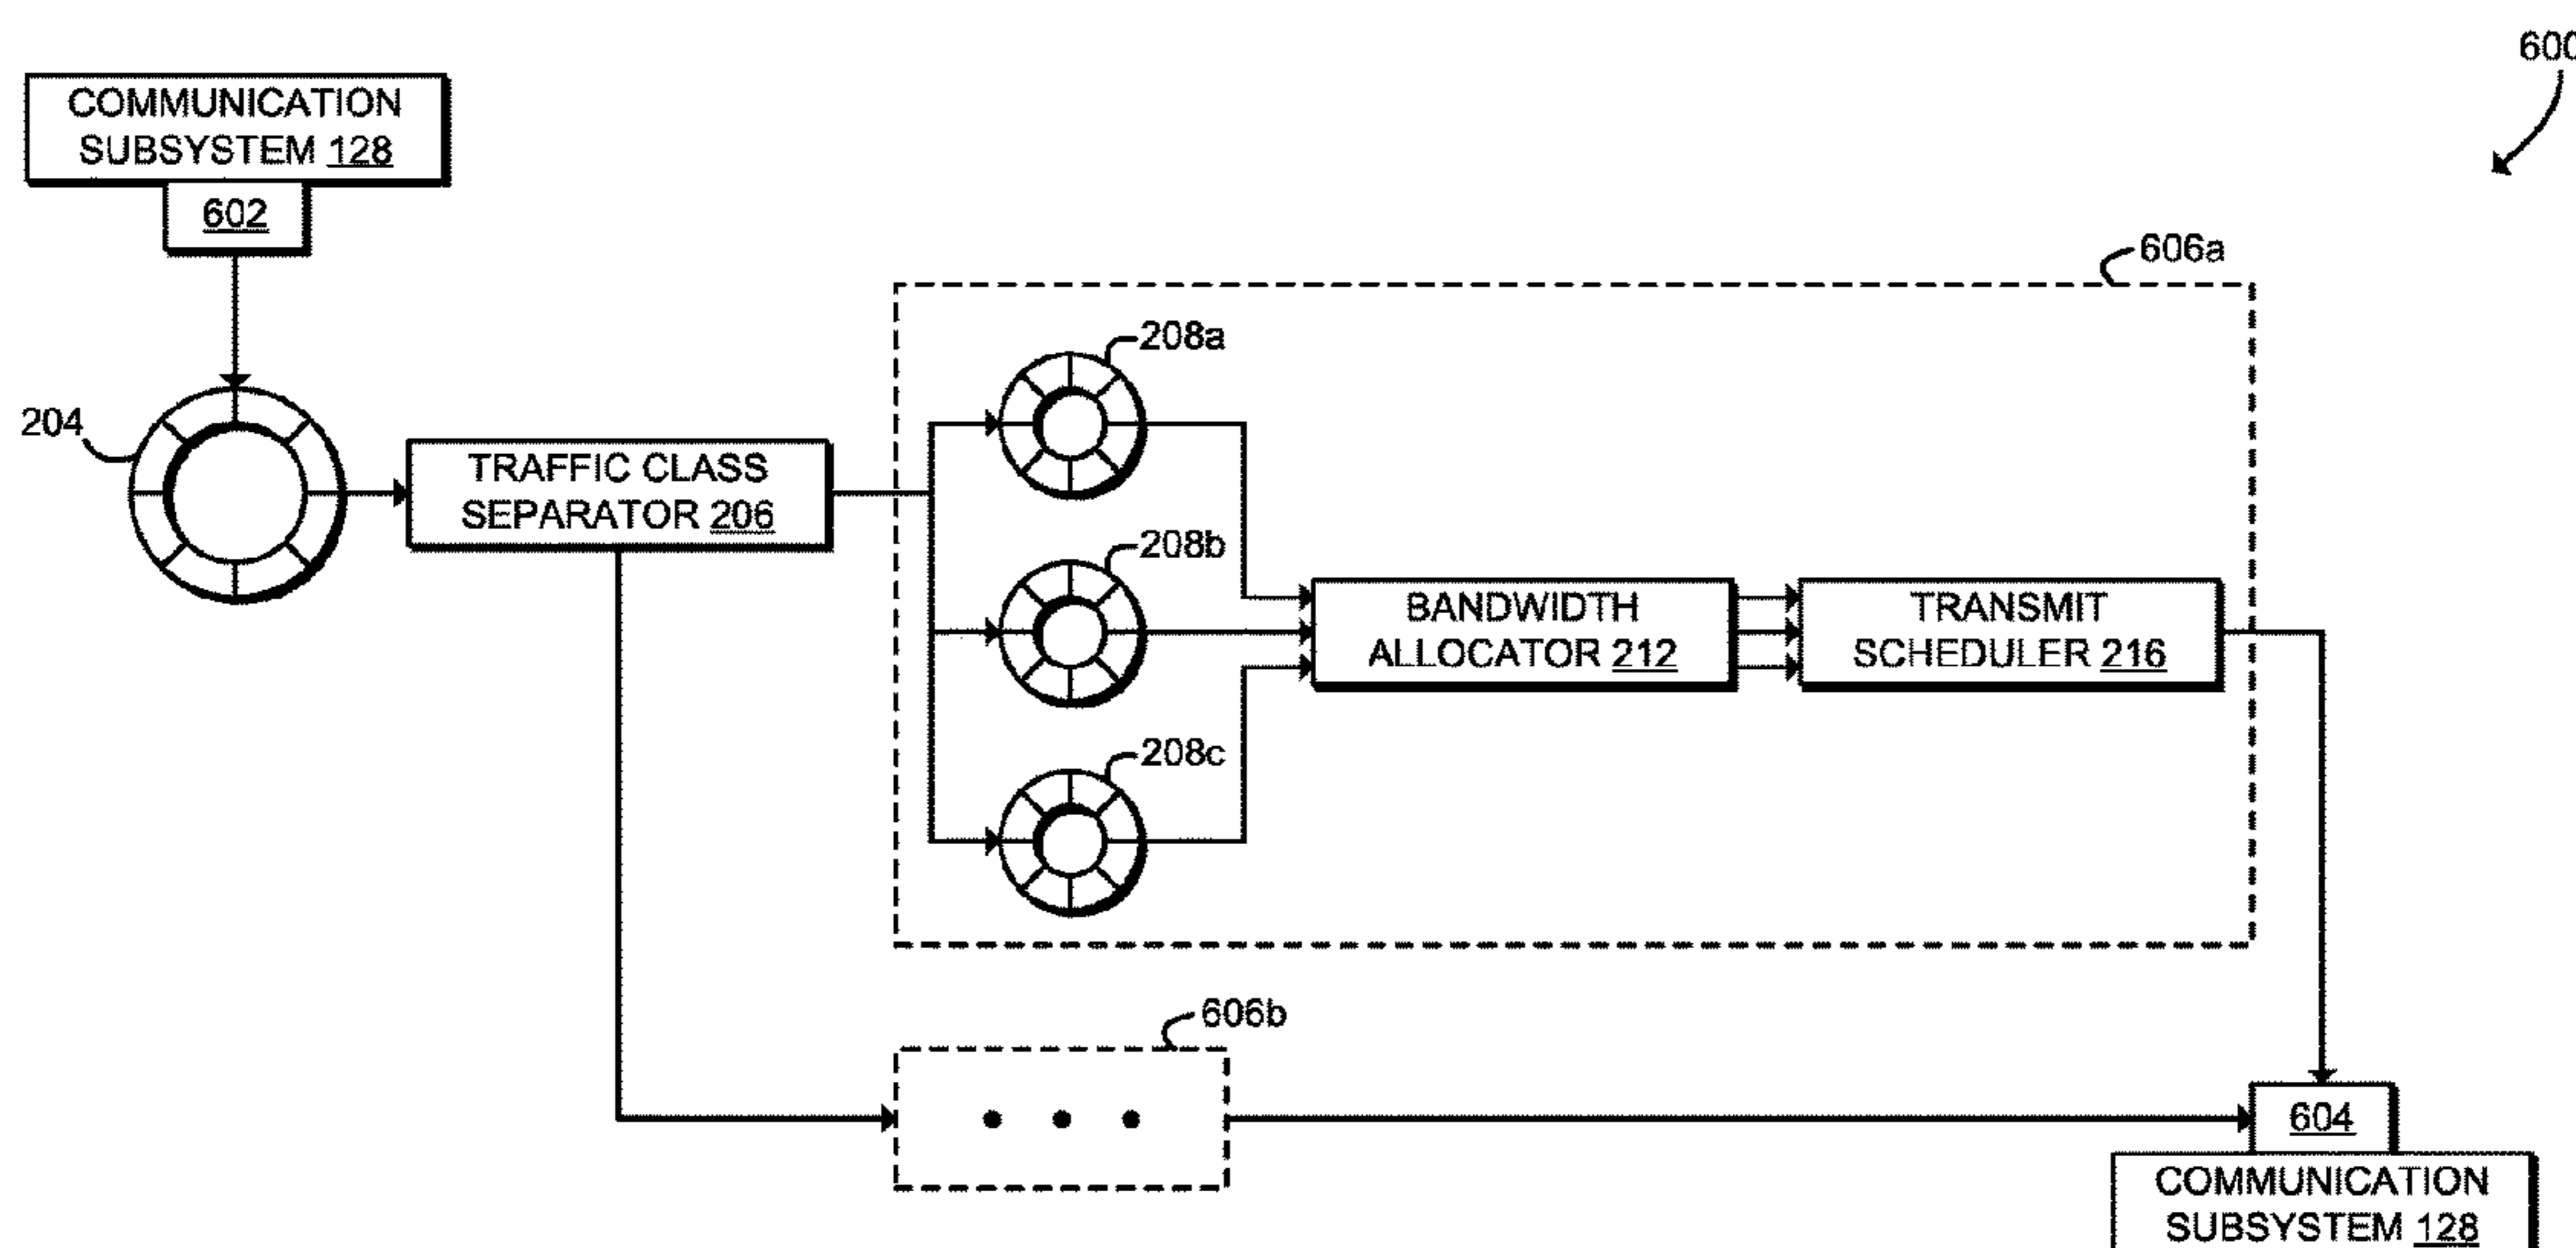 600
COMMUNICATION
SUBSYSTEM 128
602
606a
208a
204
TRAFFIC CLASS
SEPARATOR 206
208b
BANDWIDTH
ALLOCATOR 212
TRANSMIT
SCHEDULER 216
208c
606b
604
COMMUNICATION
SUBSYSTEM 128